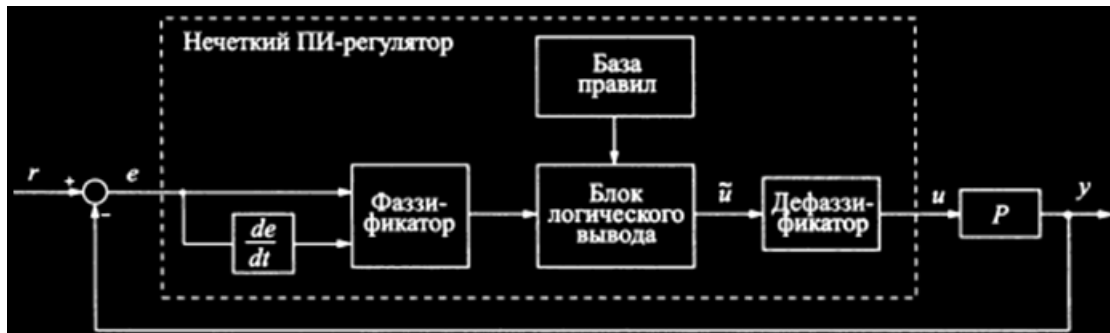 Нечеткий ПИ-регулятор
База
правил
r
+
e
−
de
dt
Фаззи-
фикатор
Блок
логического
вывода
ũ
Дефаззи-
фикатор
u
P
y